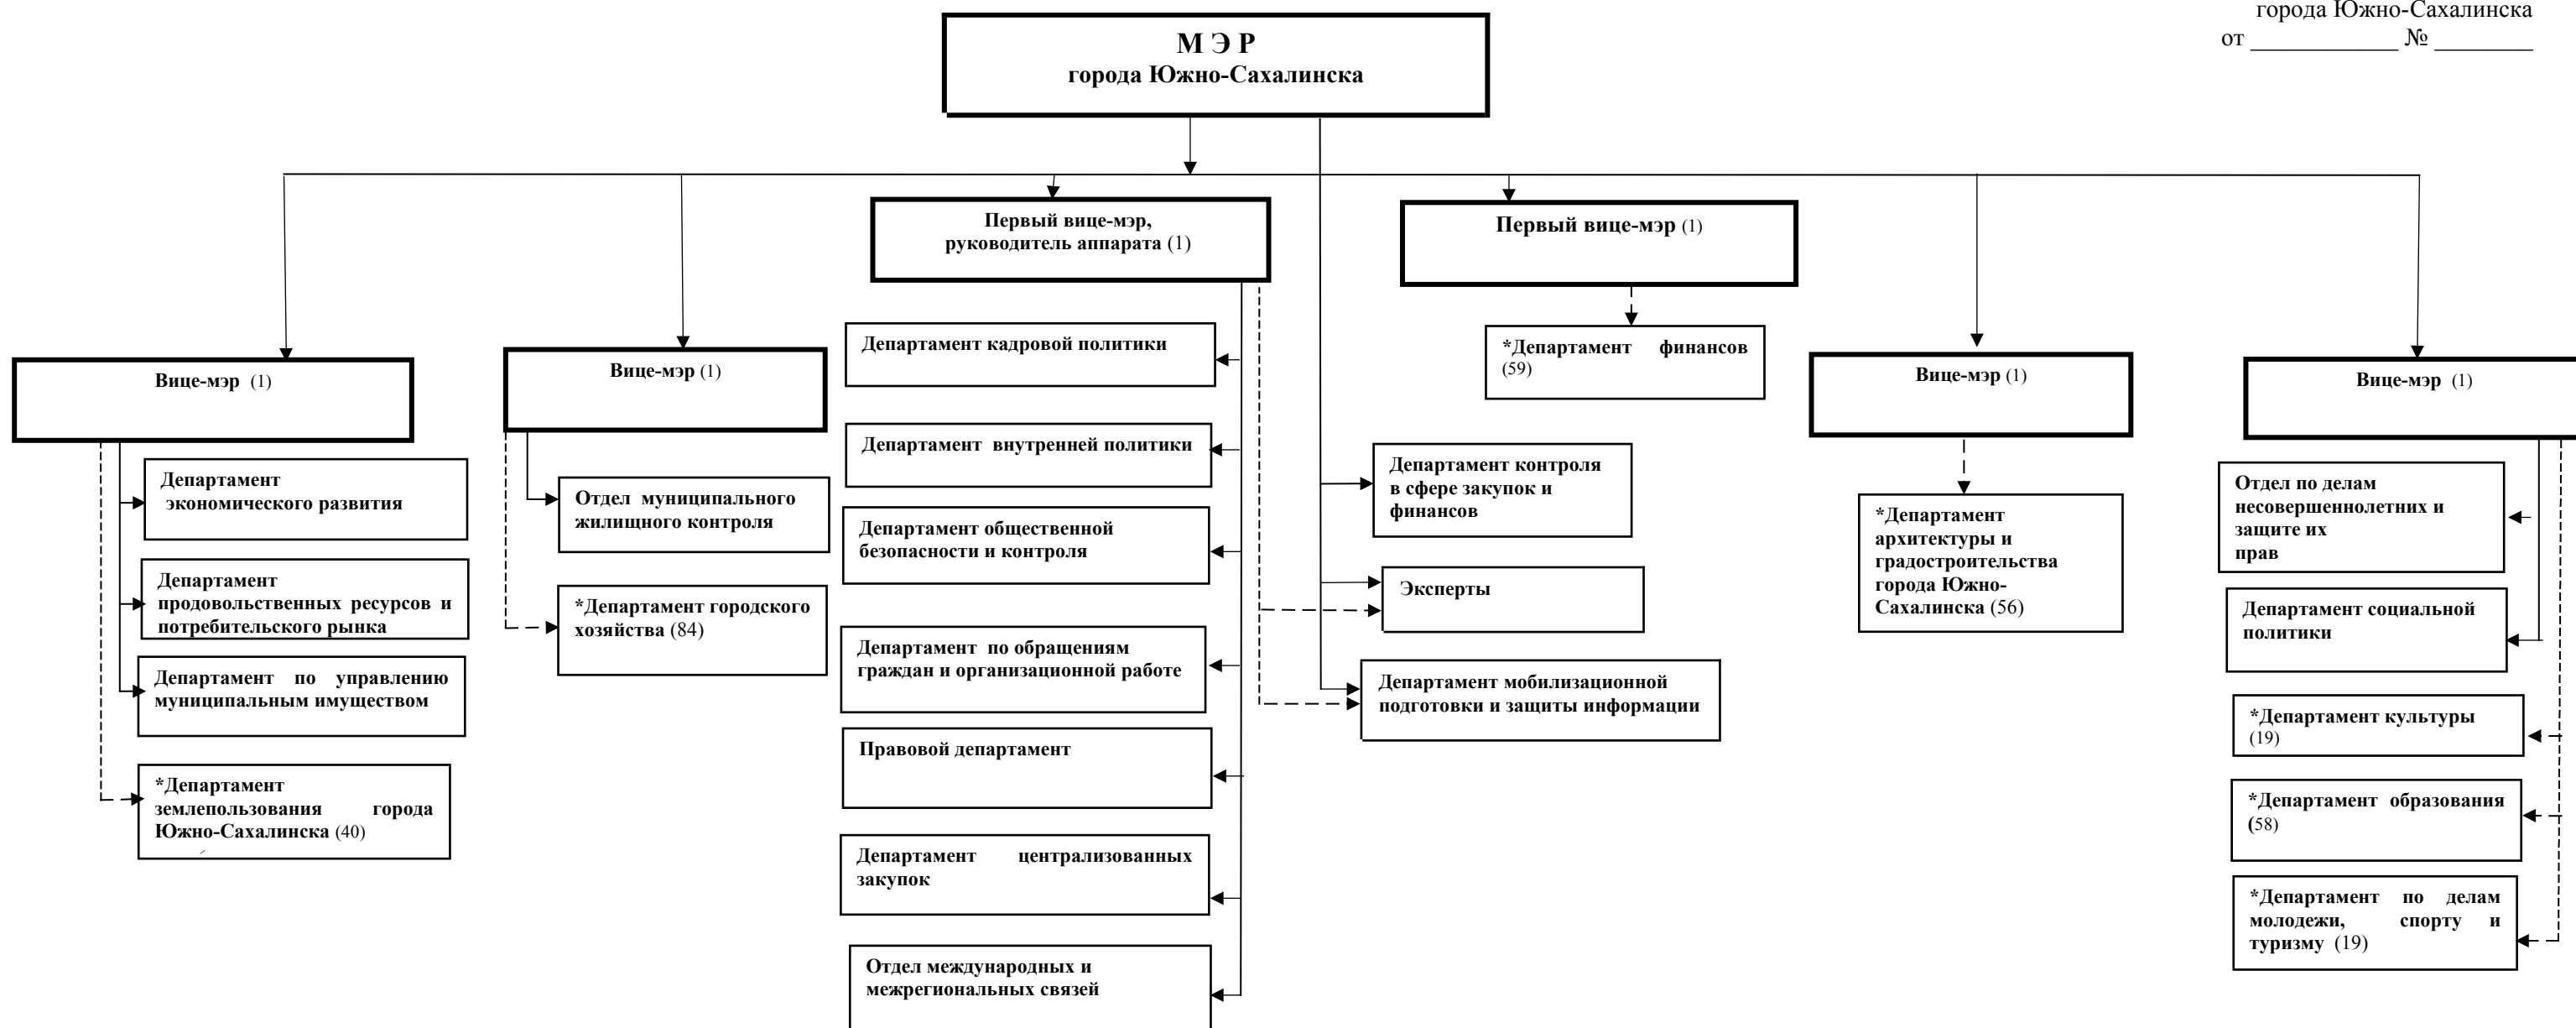 города Южно-Сахалинска
от ____________ № ________
М Э Р
города Южно-Сахалинска
Первый вице-мэр,
руководитель аппарата (1)
Первый вице-мэр (1)
Вице-мэр (1)
Вице-мэр (1)
Вице-мэр (1)
Вице-мэр (1)
Департамент
экономического развития
Департамент
продовольственных ресурсов и
потребительского рынка
Департамент по управлению
муниципальным имуществом
*Департамент
землепользования города
Южно-Сахалинска (40)
Отдел муниципального
жилищного контроля
*Департамент городского
хозяйства (84)
Департамент кадровой политики
Департамент внутренней политики
Департамент общественной
безопасности и контроля
Департамент по обращениям
граждан и организационной работе
Правовой департамент
Департамент централизованных
закупок
Отдел международных и
межрегиональных связей
*Департамент финансов
(59)
Департамент контроля
в сфере закупок и
финансов
Эксперты
Департамент мобилизационной
подготовки и защиты информации
*Департамент
архитектуры и
градостроительства
города Южно-
Сахалинска (56)
Отдел по делам
несовершеннолетних и
защите их
прав
Департамент социальной
политики
*Департамент культуры
(19)
*Департамент образования
(58)
*Департамент по делам
молодежи, спорту и
туризму (19)